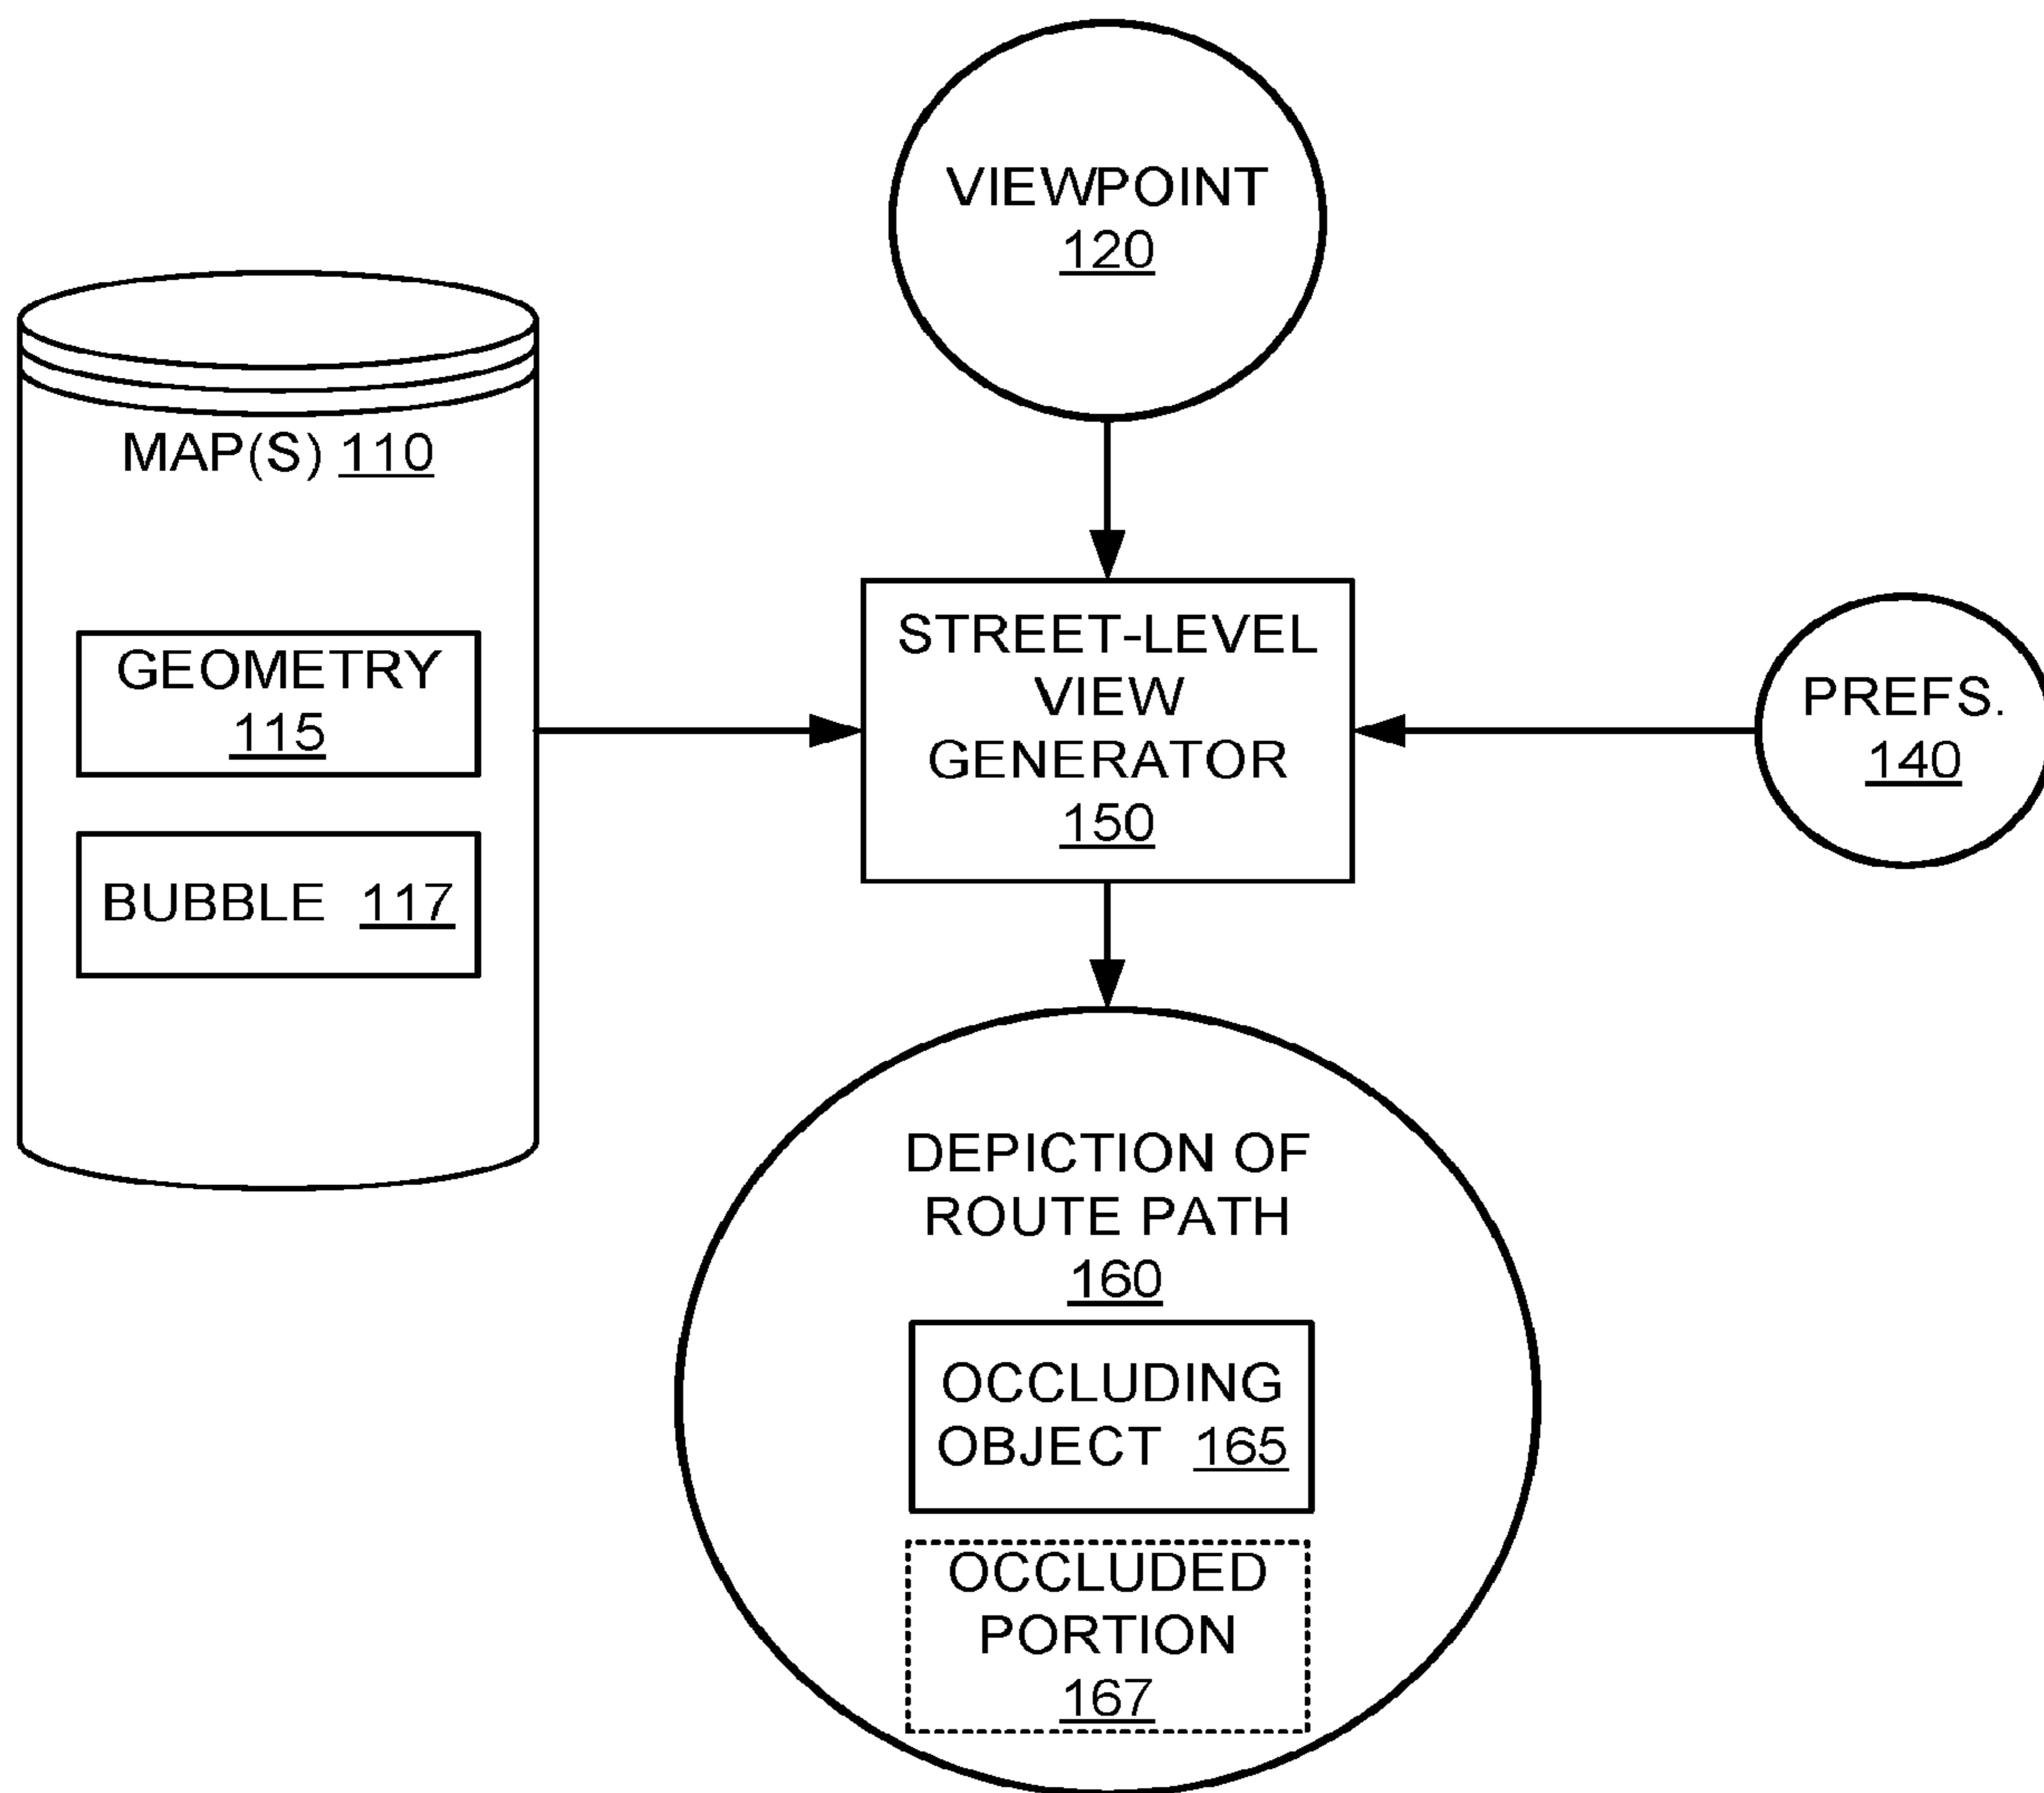 VIEWPOINT
120
MAP(S) 110
GEOMETRY
115
BUBBLE 117
STREET-LEVEL
VIEW
GENERATOR
150
PREFS.
140
DEPICTION OF
ROUTE PATH
160
OCCLUDING
OBJECT 165
OCCLUDED
PORTION
167